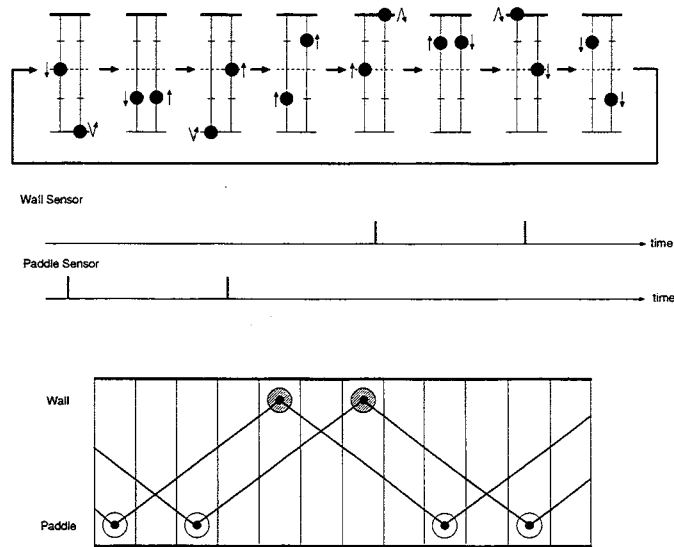 Wall Sensor
time
Paddle Sensor
time
Wall
Paddle